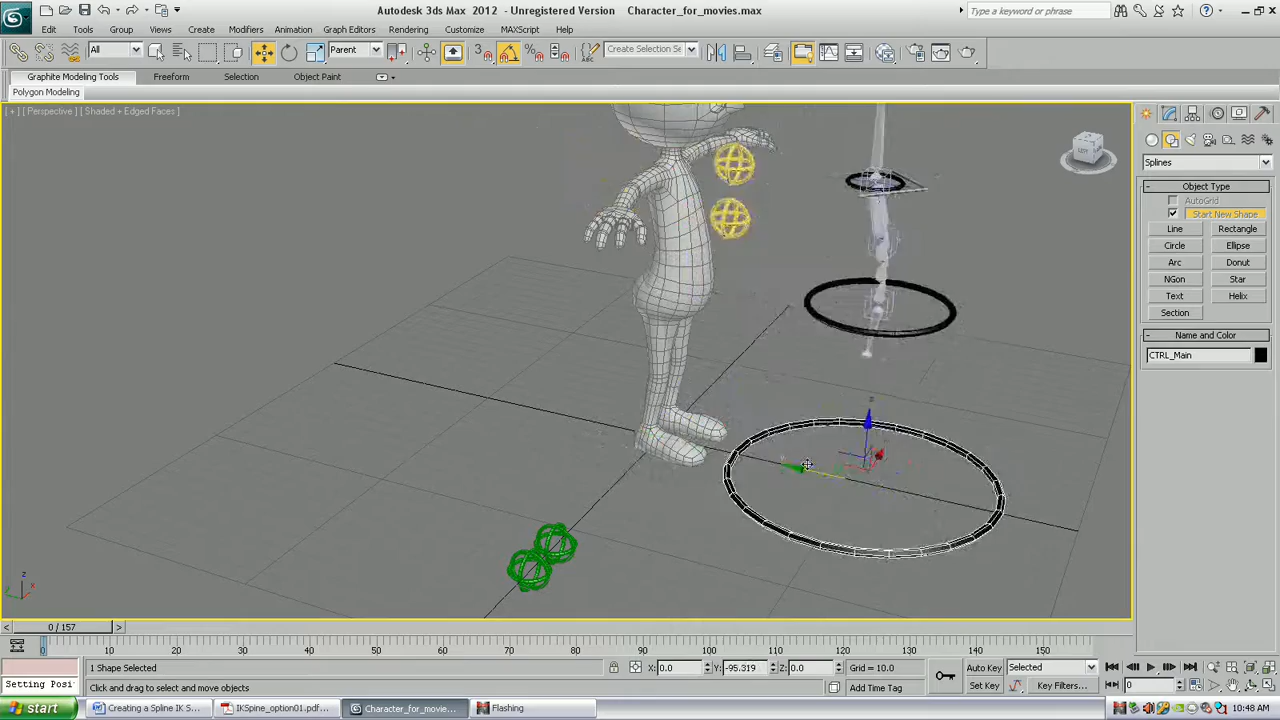 Autodesk 3ds Max 2012 - Unregistered Version Character_for_movies.max
Type a keyword or phrase
Edit Tools Group Views Create Modifiers Animation Graph Editors Rendering Customize MAXScript Help
All Parent Create Selection Se
Graphite Modeling Tools Freeform Selection Object Paint
Polygon Modeling
[ + ] [ Perspective ] [ Shaded + Edged Faces ]
Splines
- Object Type
AutoGrid
Start New Shape
Line Rectangle
Circle Ellipse
Arc Donut
NGon Star
Text Helix
Section
- Name and Color
CTRL_Main
< 0 / 157 >
0 10 20 30 40 50 60 70 80 90 100 110 120 130 140 150
1 Shape Selected X: 0.0 Y: -95.319 Z: 0.0 Grid = 10.0 Auto Key Selected
Setting Posi Click and drag to select and move objects Add Time Tag Set Key Key Filters... 0
start Creating a Spline IK S... IKSpine_option01.pdf... Character_for_movie... Flashing 10:48 AM